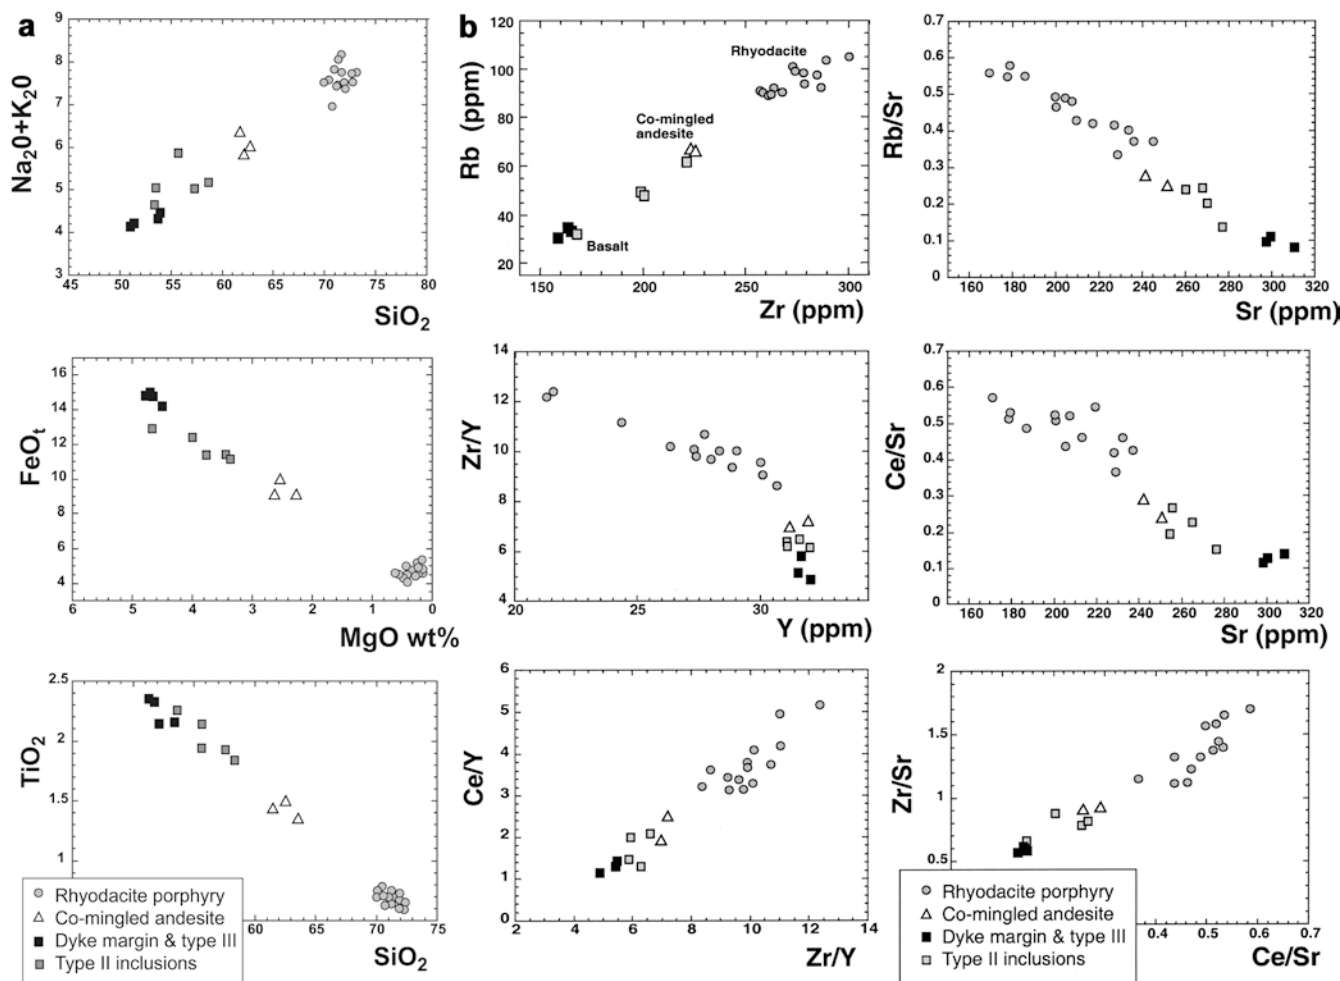 a
9
8
7
6
5
4
3
45 50 55 60 65 70 75 80
Na₂0+K₂0
SiO₂
b
120
100
80
60
40
20
150 200 250 300
Rb (ppm)
Zr (ppm)
Rhyodacite
Co-mingled
andesite
Basalt
0.7
0.6
0.5
0.4
0.3
0.2
0.1
0
160 180 200 220 240 260 280 300 320
Rb/Sr
Sr (ppm)
16
14
12
10
8
6
4
6 5 4 3 2 1 0
FeOₜ
MgO wt%
14
12
10
8
6
4
20 25 30
Zr/Y
Y (ppm)
0.7
0.6
0.5
0.4
0.3
0.2
0.1
0
160 180 200 220 240 260 280 300 320
Ce/Sr
Sr (ppm)
2.5
2
1.5
1
60 65 70 75
TiO₂
SiO₂
Rhyodacite porphyry
Co-mingled andesite
Dyke margin & type III
Type II inclusions
6
5
4
3
2
1
0
2 4 6 8 10 12 14
Ce/Y
Zr/Y
2
1.5
1
0.5
0.4 0.5 0.6 0.7
Zr/Sr
Ce/Sr
Rhyodacite porphyry
Co-mingled andesite
Dyke margin & type III
Type II inclusions